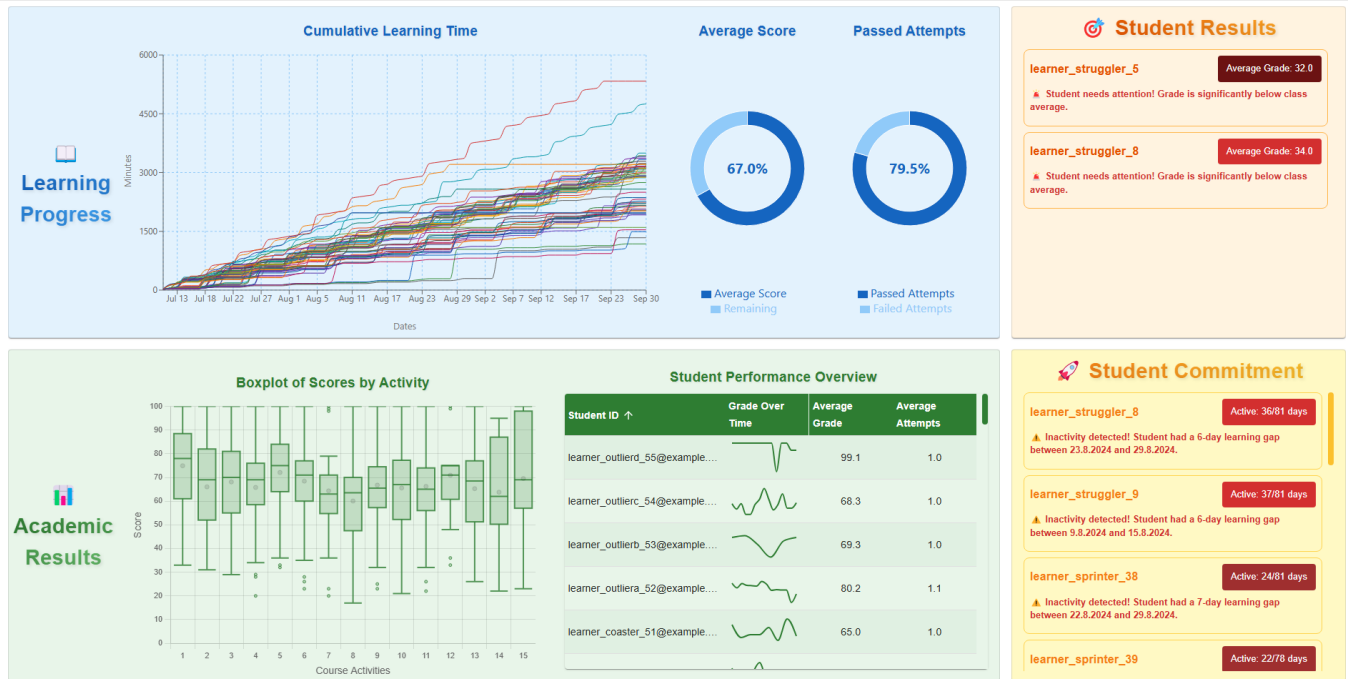 Learning
Progress
Cumulative Learning Time
6000
4500
3000
1500
0
Minutes
Jul 13 Jul 18 Jul 22 Jul 27 Aug 1 Aug 5 Aug 11 Aug 17 Aug 23 Aug 29 Sep 2 Sep 7 Sep 12 Sep 17 Sep 23 Sep 30
Dates
Average Score
67.0%
Average Score
Remaining
Passed Attempts
79.5%
Passed Attempts
Failed Attempts
Student Results
learner_struggler_5
Average Grade: 32.0
Student needs attention! Grade is significantly below class
average.
learner_struggler_8
Average Grade: 34.0
Student needs attention! Grade is significantly below class
average.
Academic
Results
Boxplot of Scores by Activity
100
90
80
70
60
50
40
30
20
10
0
Score
1 2 3 4 5 6 7 8 9 10 11 12 13 14 15
Course Activities
Student Performance Overview
Student ID ↑
Grade Over
Time
Average
Grade
Average
Attempts
learner_outlierd_55@example.... 99.1 1.0
learner_outlierc_54@example.... 68.3 1.0
learner_outlierb_53@example.... 69.3 1.0
learner_outliera_52@example.... 80.2 1.1
learner_coaster_51@example.... 65.0 1.0
Student Commitment
learner_struggler_8
Active: 36/81 days
Inactivity detected! Student had a 6-day learning gap
between 23.8.2024 and 29.8.2024.
learner_struggler_9
Active: 37/81 days
Inactivity detected! Student had a 6-day learning gap
between 9.8.2024 and 15.8.2024.
learner_sprinter_38
Active: 24/81 days
Inactivity detected! Student had a 7-day learning gap
between 22.8.2024 and 29.8.2024.
learner_sprinter_39
Active: 22/78 days